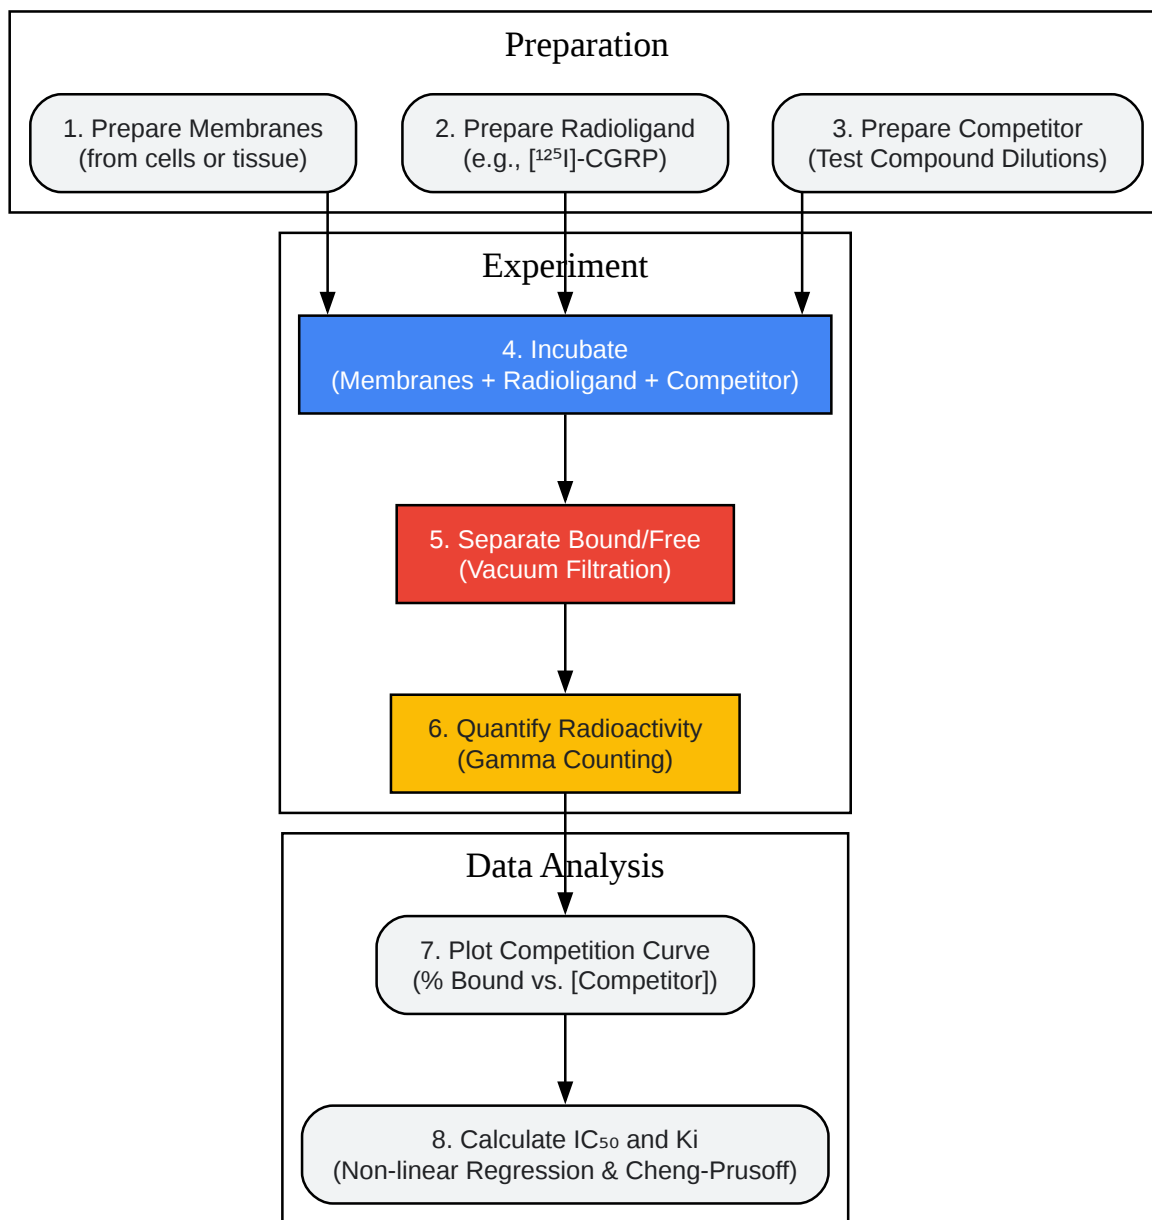 Preparation
1. Prepare Membranes
(from cells or tissue)
2. Prepare Radioligand
(e.g., [¹²⁵I]-CGRP)
3. Prepare Competitor
(Test Compound Dilutions)
Experiment
4. Incubate
(Membranes + Radioligand + Competitor)
5. Separate Bound/Free
(Vacuum Filtration)
6. Quantify Radioactivity
(Gamma Counting)
Data Analysis
7. Plot Competition Curve
(% Bound vs. [Competitor])
8. Calculate IC₅₀ and Ki
(Non-linear Regression & Cheng-Prusoff)